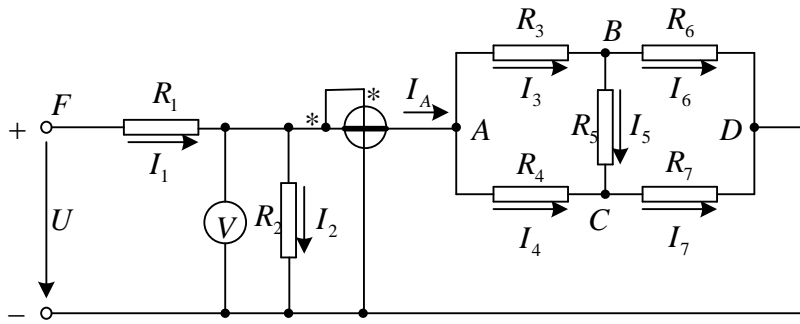 R3 B R6
F R1 * * IA I3 I6
+ A R5 I5 D
I1 R4 R7
U V R2 I2 C
I4 I7
−